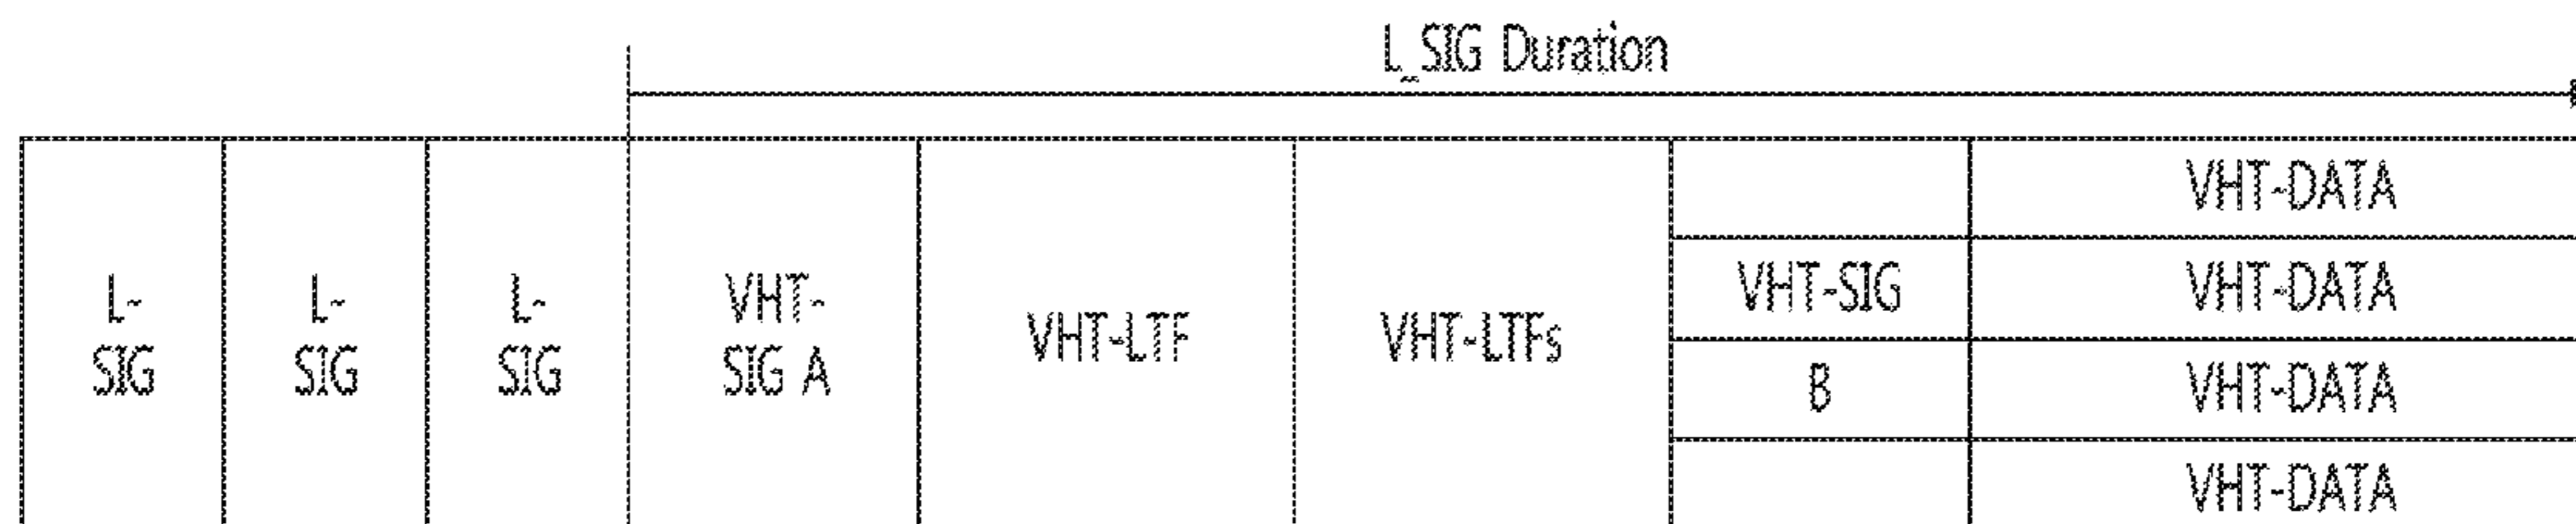 L_SIG Duration
L-
SIG
L-
SIG
L-
SIG
VHT-
SIG A
VHT-LTF
VHT-LTFs
VHT-SIG
B
VHT-DATA
VHT-DATA
VHT-DATA
VHT-DATA